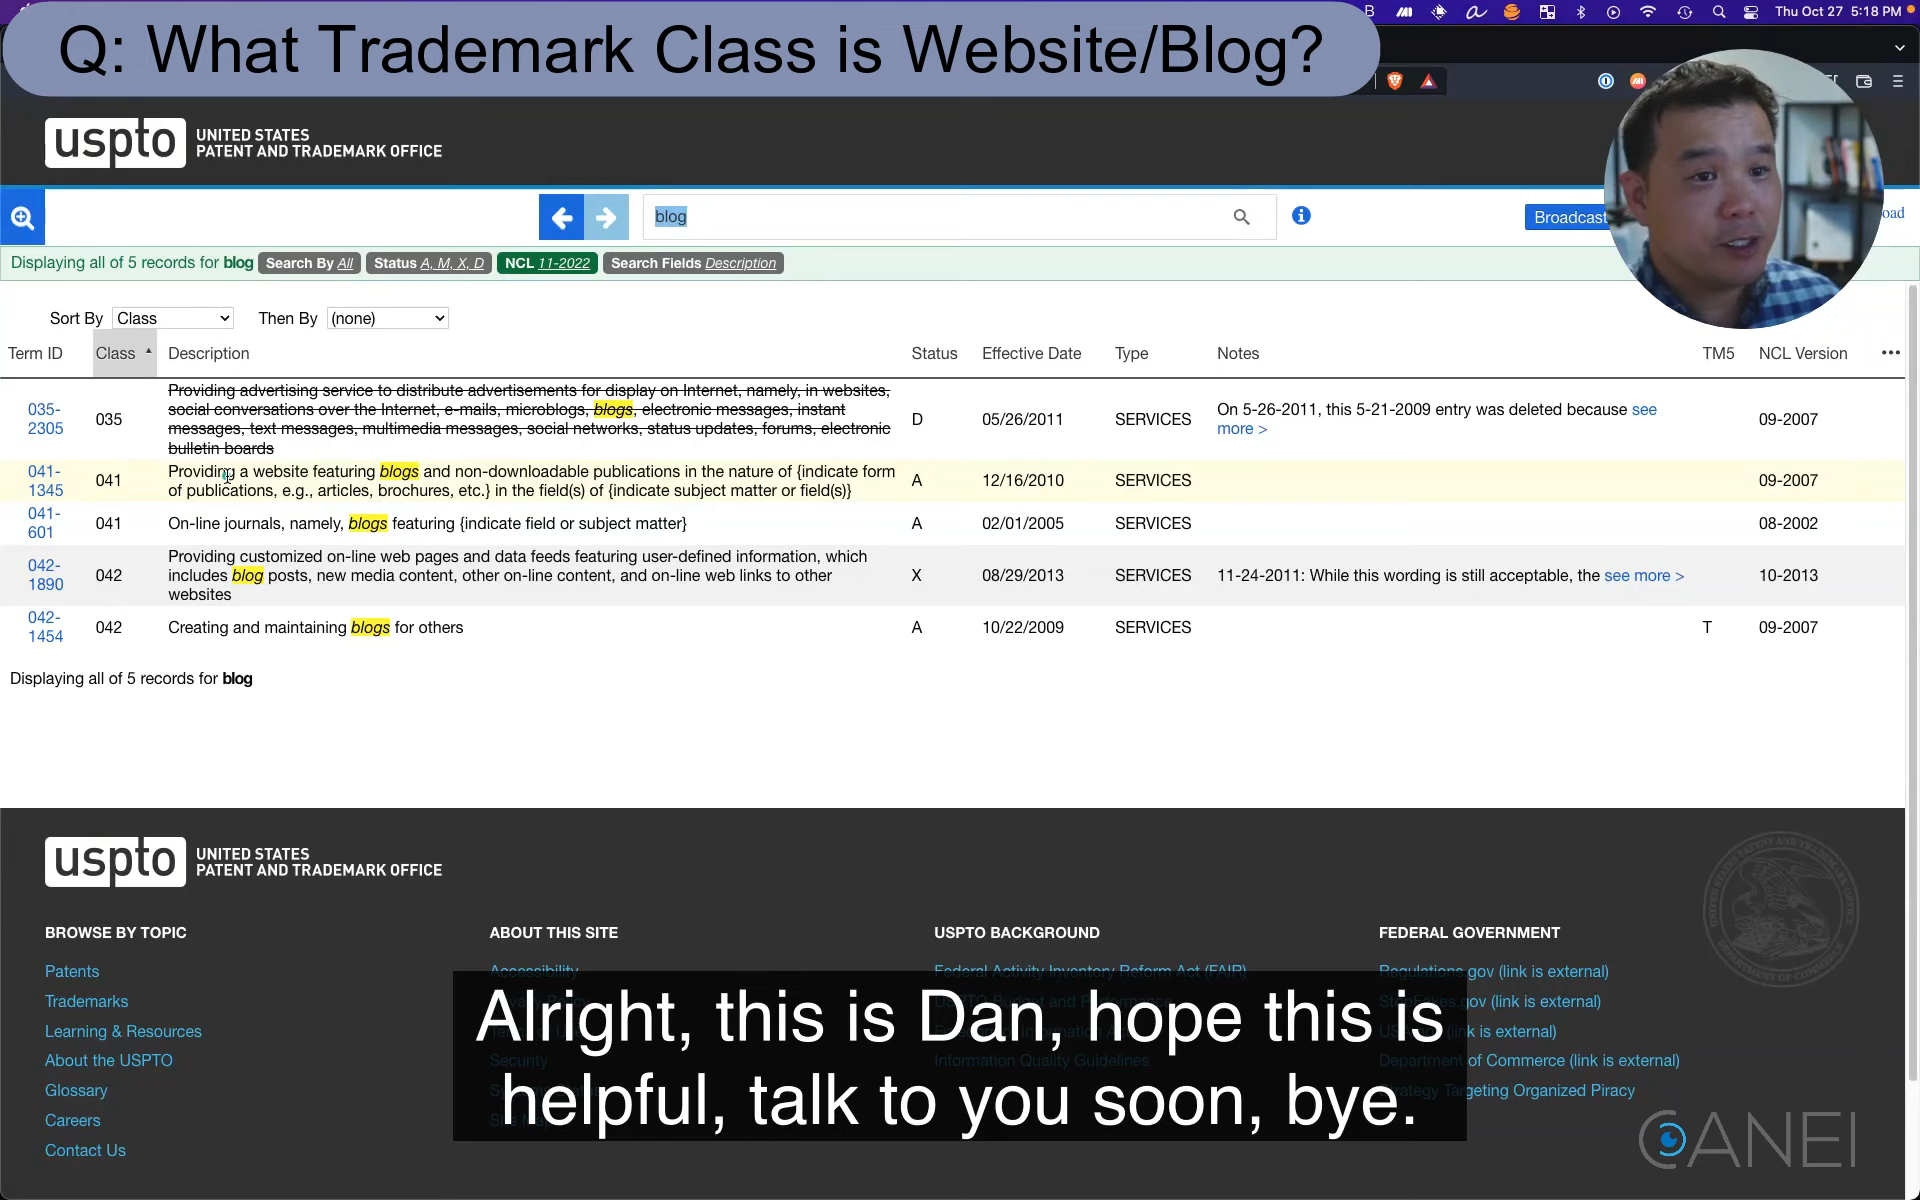 Thu Oct 27 5:18 PM
Q: What Trademark Class is Website/Blog?
uspto UNITED STATES
PATENT AND TRADEMARK OFFICE
blog
Broadcast
oad
Displaying all of 5 records for blog Search By All Status A, M, X, D NCL 11-2022 Search Fields Description
Sort By Class Then By (none)
Term ID Class Description Status Effective Date Type Notes TM5 NCL Version
035-2305 035 Providing advertising service to distribute advertisements for display on Internet, namely, in websites,
social conversations over the Internet, e-mails, microblogs, blogs, electronic messages, instant
messages, text messages, multimedia messages, social networks, status updates, forums, electronic
bulletin boards D 05/26/2011 SERVICES On 5-26-2011, this 5-21-2009 entry was deleted because see
more > 09-2007
041-1345 041 Providing a website featuring blogs and non-downloadable publications in the nature of {indicate form
of publications, e.g., articles, brochures, etc.} in the field(s) of {indicate subject matter or field(s)} A 12/16/2010 SERVICES 09-2007
041-601 041 On-line journals, namely, blogs featuring {indicate field or subject matter} A 02/01/2005 SERVICES 08-2002
042-1890 042 Providing customized on-line web pages and data feeds featuring user-defined information, which
includes blog posts, new media content, other on-line content, and on-line web links to other
websites X 08/29/2013 SERVICES 11-24-2011: While this wording is still acceptable, the see more > 10-2013
042-1454 042 Creating and maintaining blogs for others A 10/22/2009 SERVICES T 09-2007
Displaying all of 5 records for blog
uspto UNITED STATES
PATENT AND TRADEMARK OFFICE
BROWSE BY TOPIC
Patents
Trademarks
Learning & Resources
About the USPTO
Glossary
Careers
Contact Us
ABOUT THIS SITE
Accessibility
Security
USPTO BACKGROUND
Federal Activity Inventory Reform Act (FAIR)
Information Quality Guidelines
FEDERAL GOVERNMENT
Regulations.gov (link is external)
StopFakes.gov (link is external)
link is external)
Department of Commerce (link is external)
Strategy Targeting Organized Piracy
Alright, this is Dan, hope this is
helpful, talk to you soon, bye.
OANEI